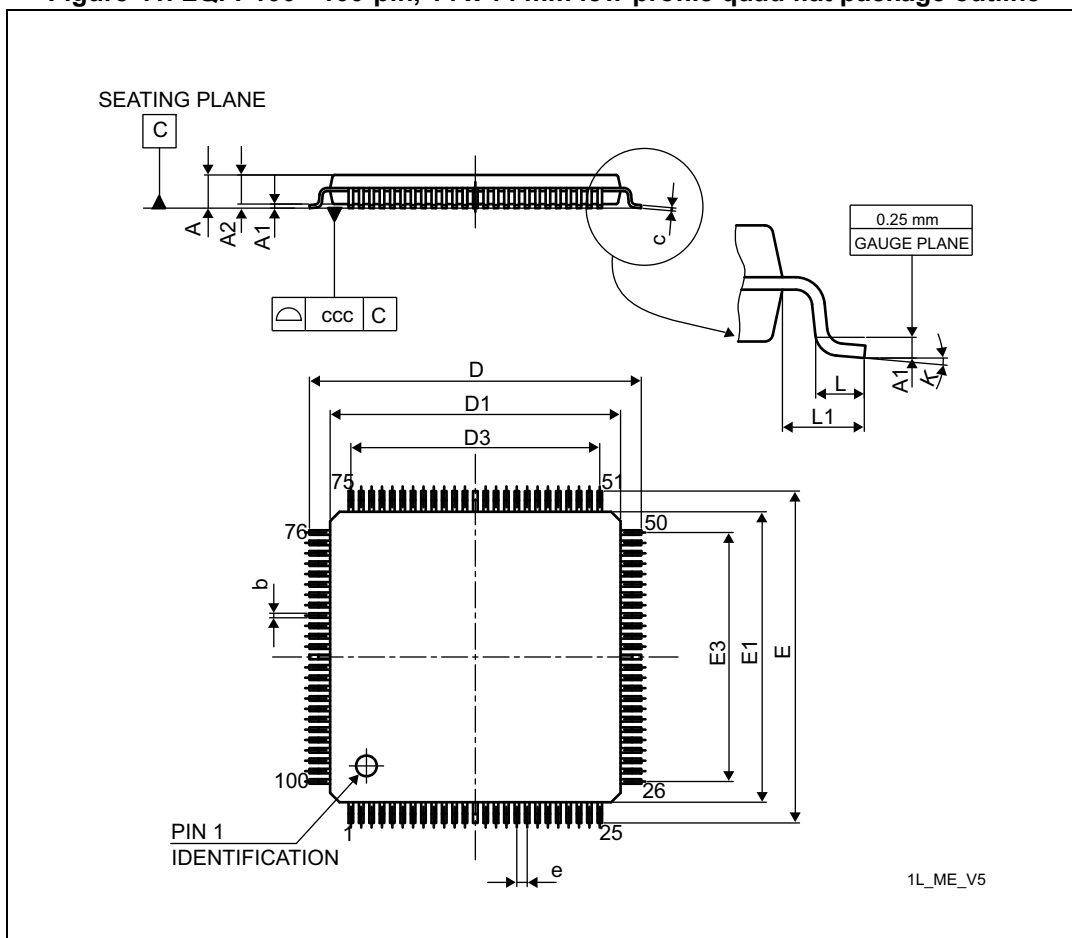 SEATING PLANE
C
A
A2
A1
c
ccc C
0.25 mm
GAUGE PLANE
A1
K
L
L1
D
D1
D3
75
51
76
50
b
E3
E1
E
100
26
PIN 1
IDENTIFICATION
1
25
e
1L_ME_V5